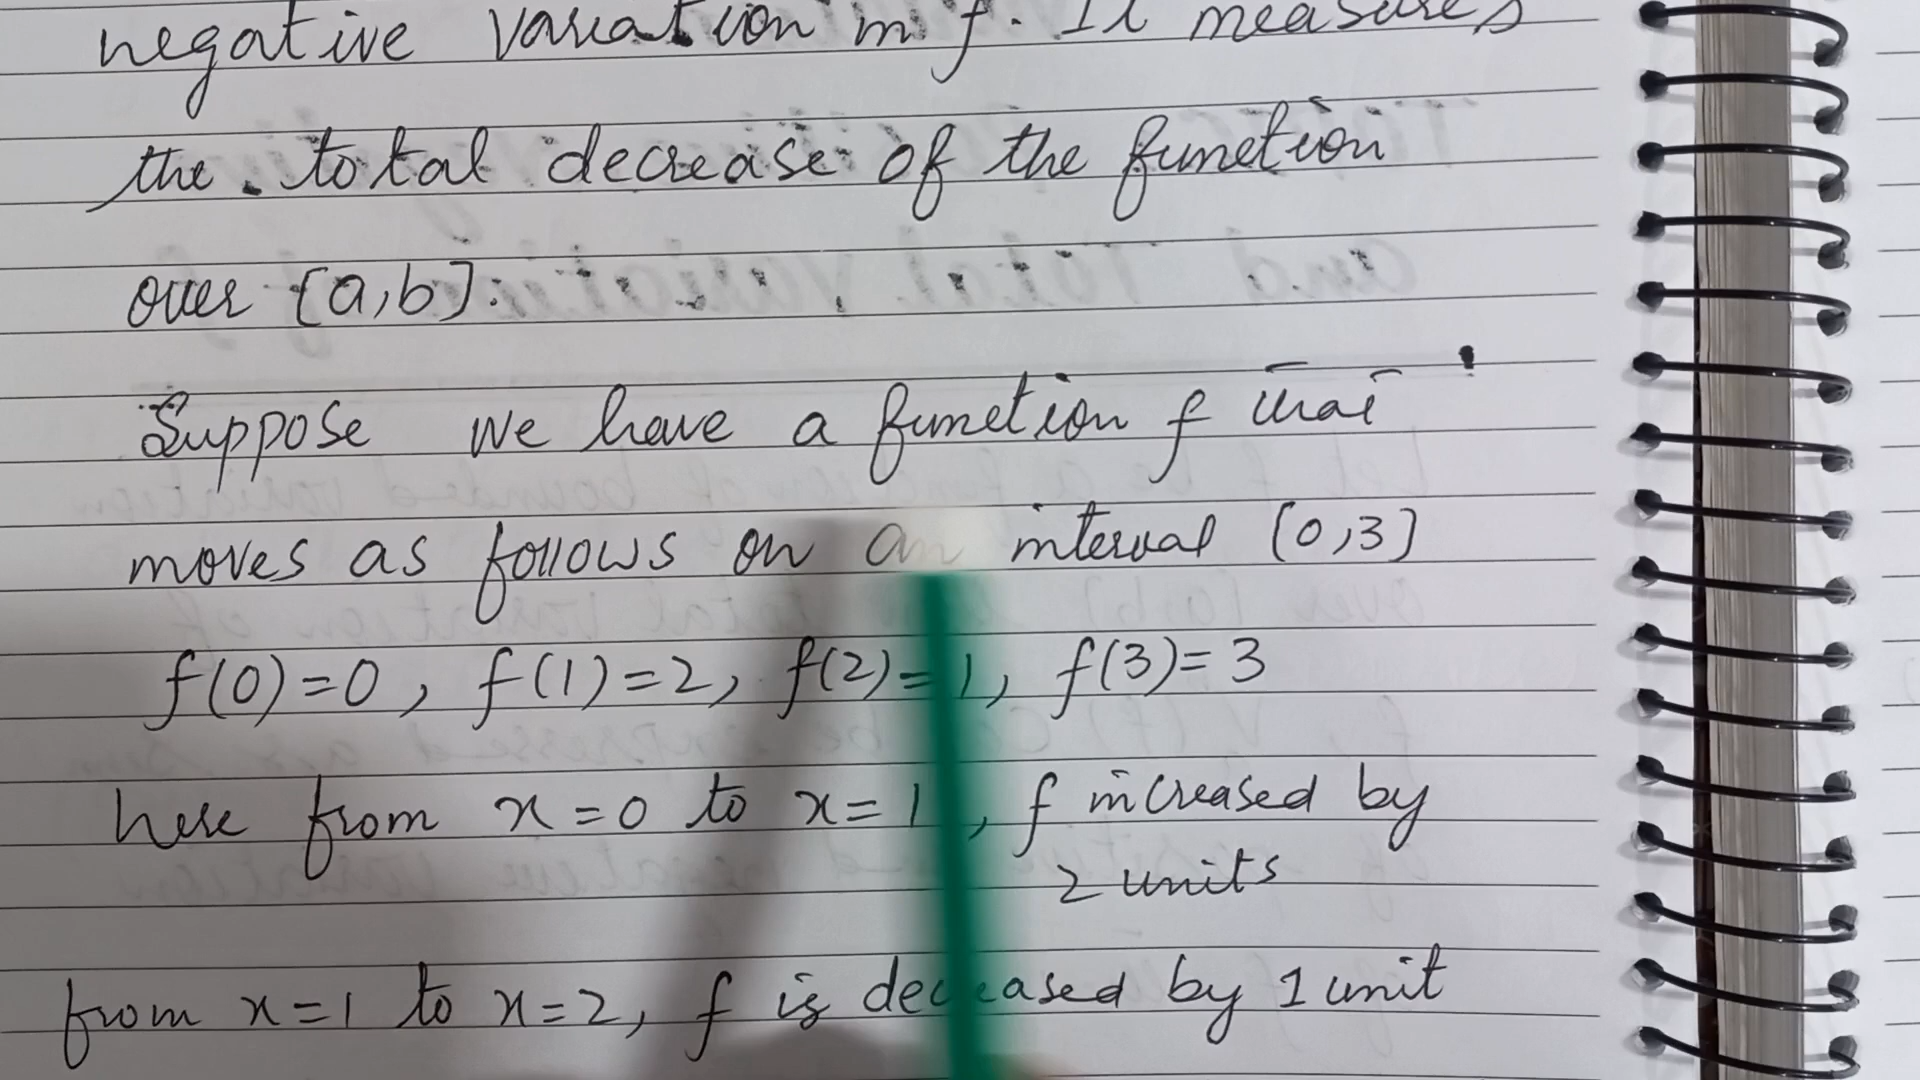 negative variation in f. It measures
the total decrease of the function
over [a,b].
Suppose we have a function f that
moves as follows on an interval [0,3]
f(0)=0, f(1)=2, f(2)=1, f(3)=3
here from x=0 to x=1, f increased by
2 units
from x=1 to x=2, f is decreased by 1 unit